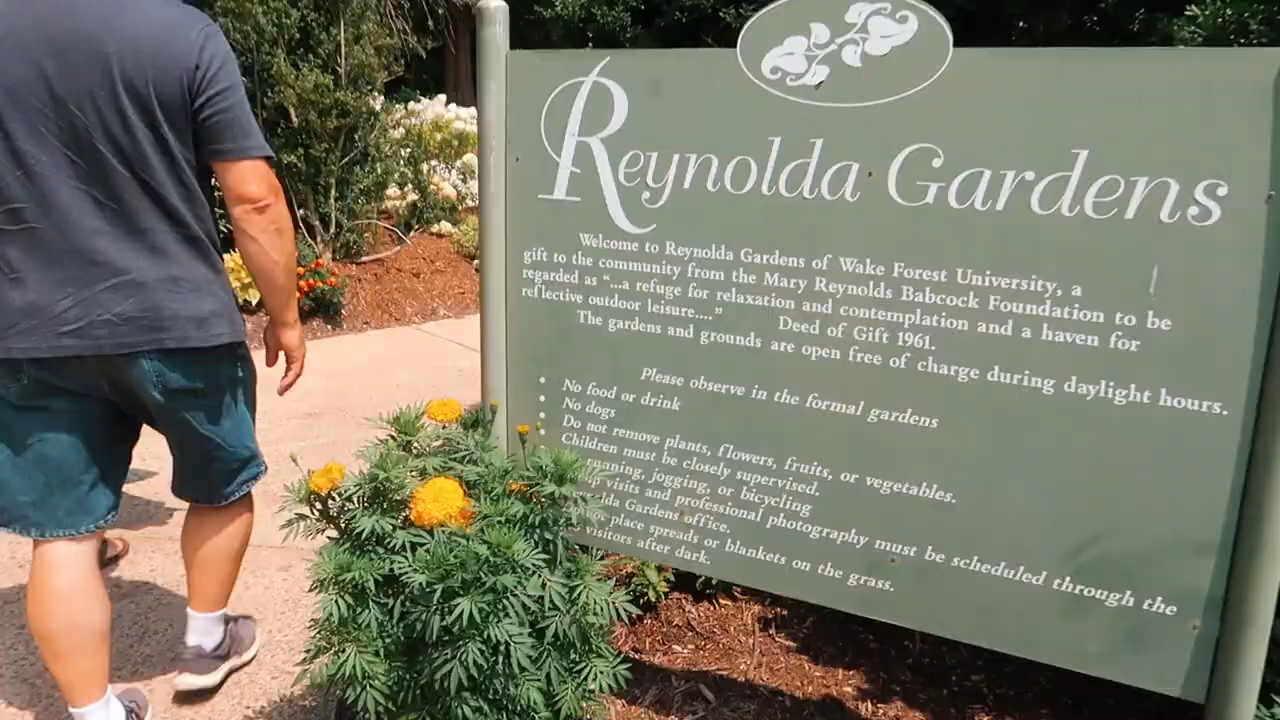 Reynolda Gardens
Welcome to Reynolda Gardens of Wake Forest University, a
gift to the community from the Mary Reynolds Babcock Foundation to be
regarded as “...a refuge for relaxation and contemplation and a haven for
reflective outdoor leisure....” Deed of Gift 1961.
The gardens and grounds are open free of charge during daylight hours.
Please observe in the formal gardens
• No food or drink
• No dogs
• Do not remove plants, flowers, fruits, or vegetables.
• Children must be closely supervised.
running, jogging, or bicycling
visits and professional photography must be scheduled through the
Gardens office.
place spreads or blankets on the grass.
visitors after dark.